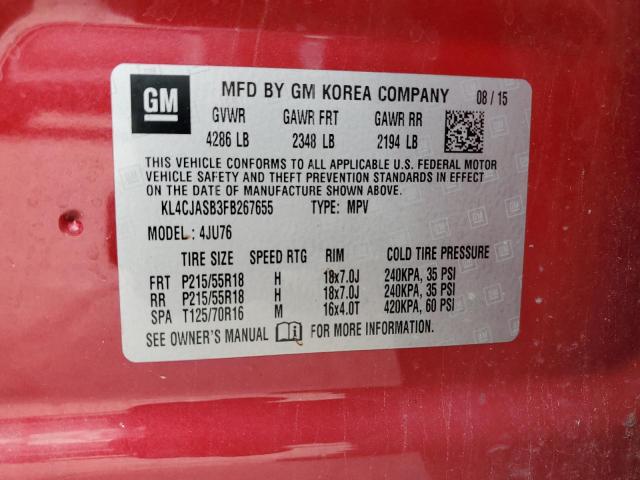 GM
MFD BY GM KOREA COMPANY 08 / 15
GVWR GAWR FRT GAWR RR
4286 LB 2348 LB 2194 LB
THIS VEHICLE CONFORMS TO ALL APPLICABLE U.S. FEDERAL MOTOR
VEHICLE SAFETY AND THEFT PREVENTION STANDARDS IN EFFECT ON
THE DATE OF MANUFACTURE SHOWN ABOVE.
KL4CJASB3FB267655 TYPE: MPV
MODEL: 4JU76
TIRE SIZE SPEED RTG RIM COLD TIRE PRESSURE
FRT P215/55R18 H 18x7.0J 240KPA, 35 PSI
RR P215/55R18 H 18x7.0J 240KPA, 35 PSI
SPA T125/70R16 M 16x4.0T 420KPA, 60 PSI
SEE OWNER'S MANUAL FOR MORE INFORMATION.